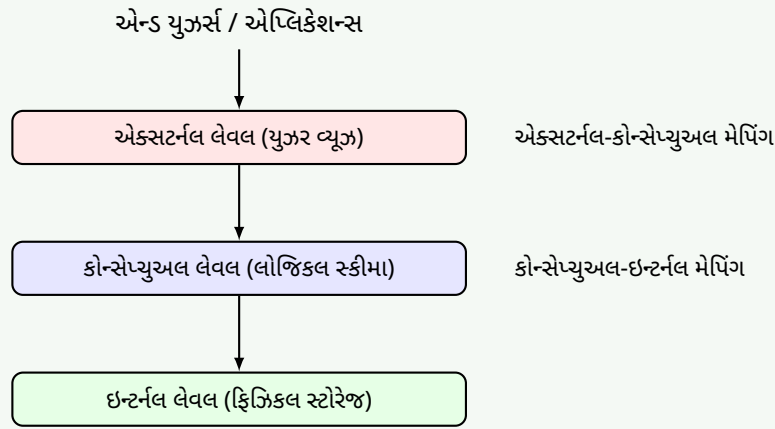 એન્ડ યુઝર્સ / એપ્લિકેશન્સ
એક્સટર્નલ લેવલ (યુઝર વ્યૂઝ)
એક્સટર્નલ-કોન્સેપ્ચુઅલ મેપિંગ
કોન્સેપ્ચુઅલ લેવલ (લોજિકલ સ્કીમા)
કોન્સેપ્ચુઅલ-ઇન્ટર્નલ મેપિંગ
ઇન્ટર્નલ લેવલ (ફિઝિકલ સ્ટોરેજ)